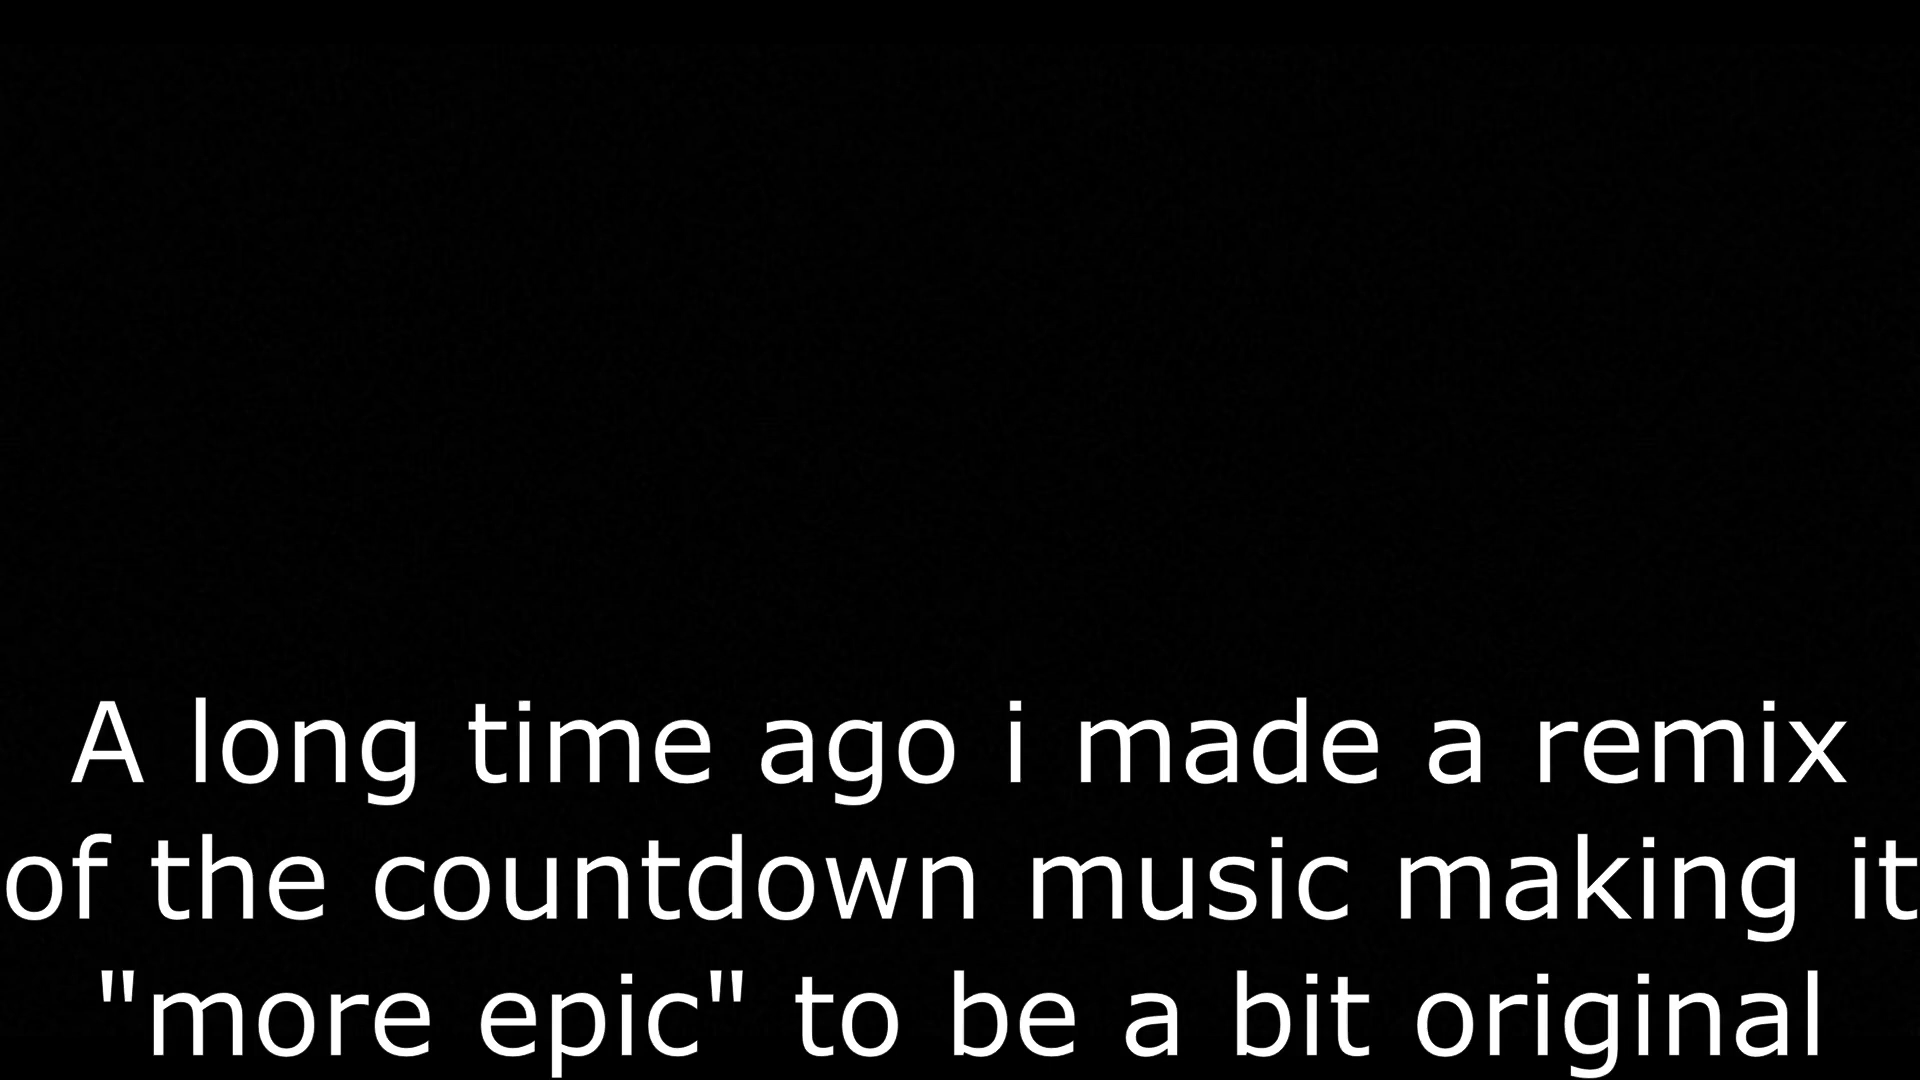 A long time ago i made a remix
of the countdown music making it
"more epic" to be a bit original